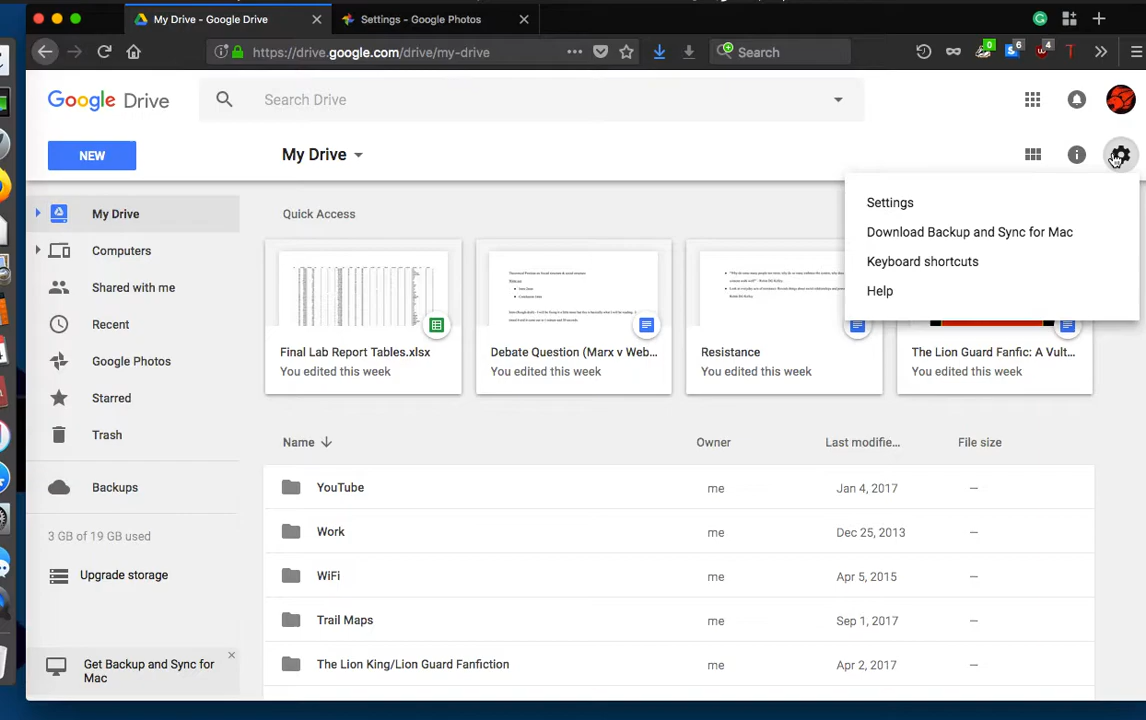 My Drive - Google Drive
Settings - Google Photos
https://drive.google.com/drive/my-drive
Search
0
6
4
Google Drive
Search Drive
NEW
My Drive
Settings
Download Backup and Sync for Mac
Keyboard shortcuts
Help
My Drive
Computers
Shared with me
Recent
Google Photos
Starred
Trash
Backups
3 GB of 19 GB used
Upgrade storage
Get Backup and Sync for
Mac
Quick Access
Final Lab Report Tables.xlsx
You edited this week
Debate Question (Marx v Web...
You edited this week
Resistance
You edited this week
The Lion Guard Fanfic: A Vult...
You edited this week
Name Owner Last modifie... File size
YouTube me Jan 4, 2017 —
Work me Dec 25, 2013 —
WiFi me Apr 5, 2015 —
Trail Maps me Sep 1, 2017 —
The Lion King/Lion Guard Fanfiction me Apr 2, 2017 —